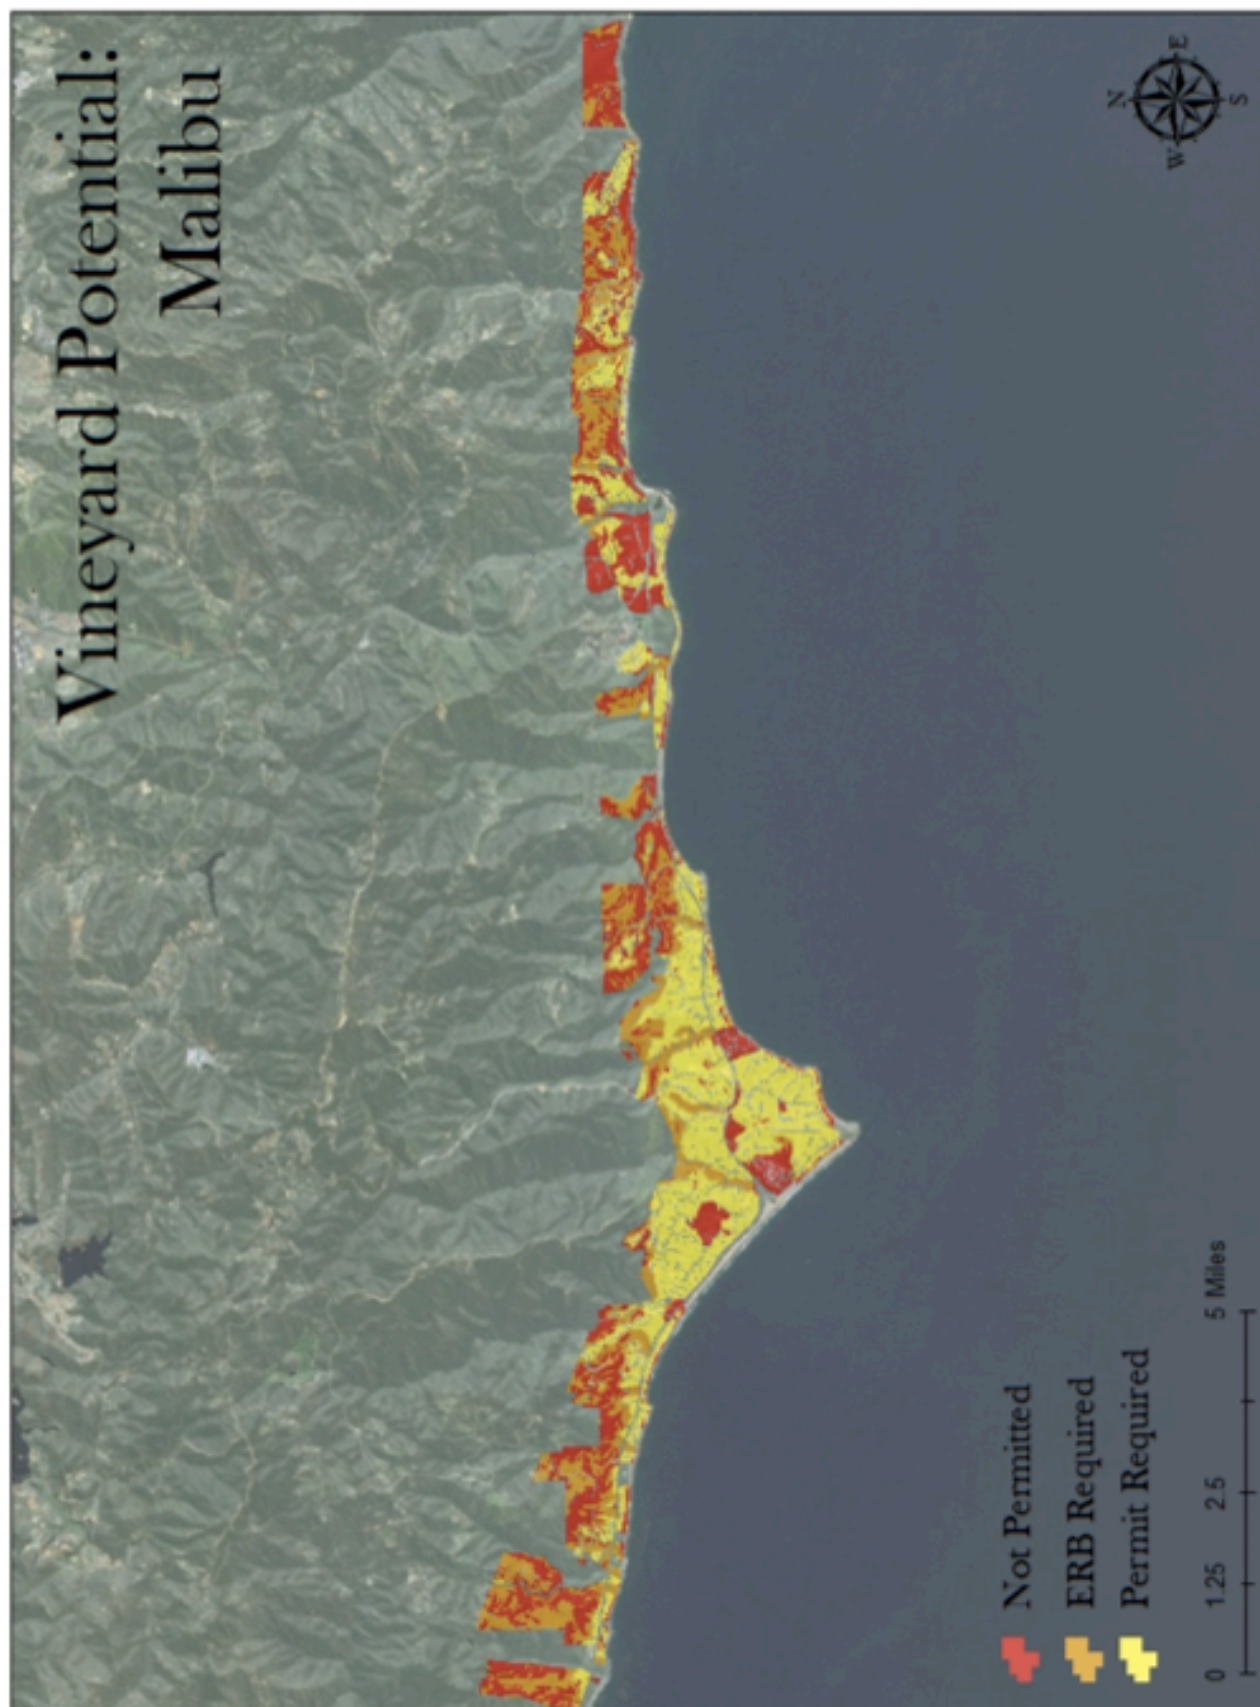 Vineyard Potential:
Malibu
N
W
E
S
Not Permitted
ERB Required
Permit Required
0 1.25 2.5 5 Miles